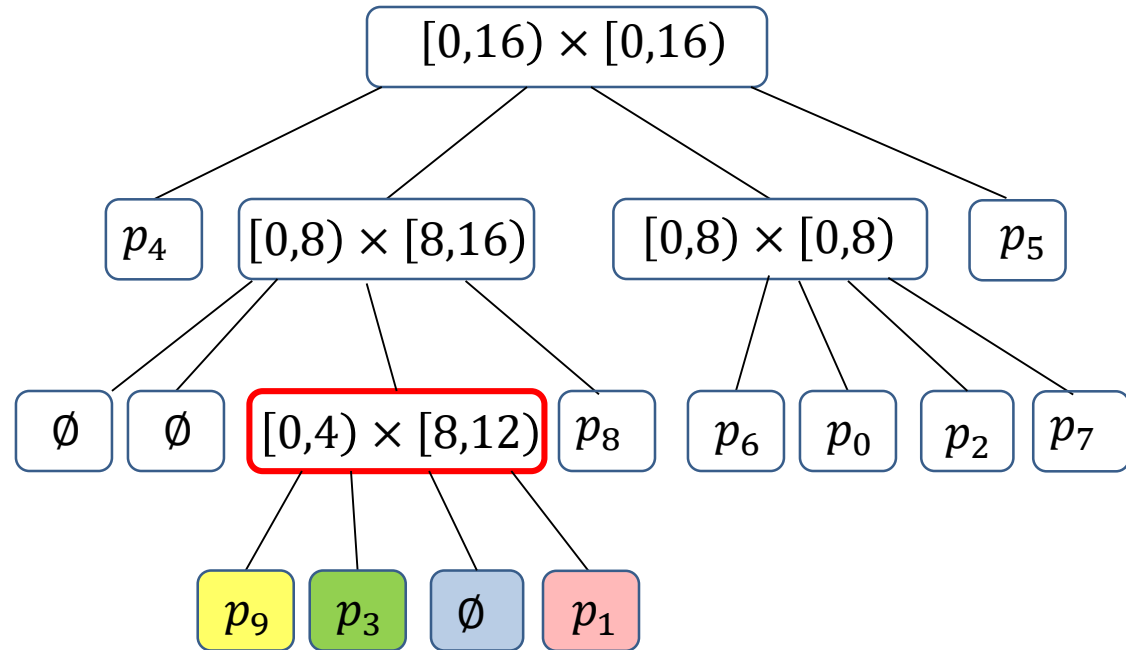 [0,16) × [0,16)
p₄ [0,8) × [8,16) [0,8) × [0,8) p₅
∅ ∅ [0,4) × [8,12) p₈ p₆ p₀ p₂ p₇
p₉ p₃ ∅ p₁